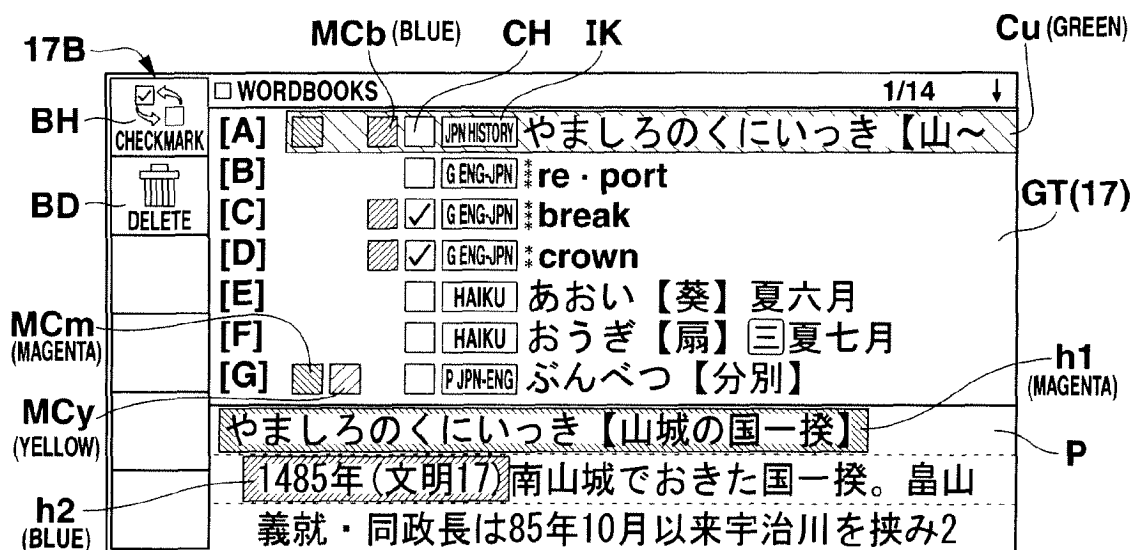 MCb (BLUE) CH IK Cu (GREEN)
17B
□ WORDBOOKS 1/14 ↓
BH CHECKMARK [A] JPN HISTORY やましろのくにいっき【山～
[B] G ENG-JPN ⁑re・port
BD DELETE [C] G ENG-JPN ⁑break
GT(17)
[D] G ENG-JPN ⁑crown
[E] HAIKU あおい【葵】夏六月
MCm (MAGENTA) [F] HAIKU おうぎ【扇】三夏七月
[G] P JPN-ENG ぶんべつ【分別】
h1 (MAGENTA)
MCy (YELLOW)
やましろのくにいっき【山城の国一揆】
P
1485年(文明17)南山城でおきた国一揆。畠山
h2 (BLUE)
義就・同政長は85年10月以来宇治川を挟み2